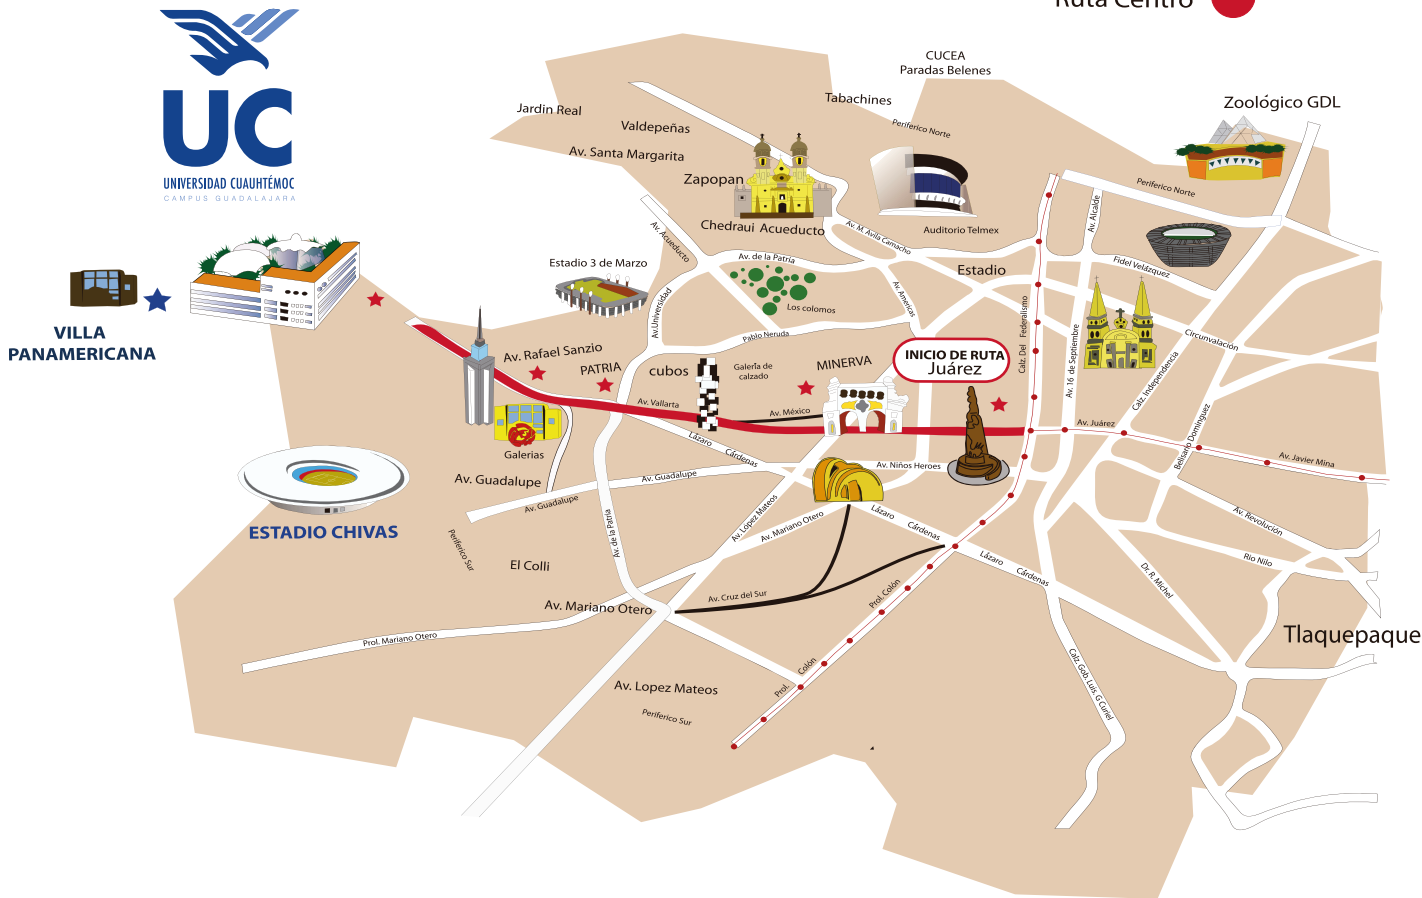 Ruta Centro
UC
UNIVERSIDAD CUAUHTÉMOC
CAMPUS GUADALAJARA
CUCEA
Paradas Belenes
Jardin Real
Tabachines
Zoológico GDL
Valdepeñas
Periferico Norte
Av. Santa Margarita
Zapopan
Periferico Norte
Av. Alcalde
Chedraui Acueducto
Av. M. Avila Camacho
Auditorio Telmex
Av. Acueducto
Av. de la Patria
Estadio 3 de Marzo
Estadio
Fidel Velázquez
Av. Americas
Los colomos
Av.Universidad
Calz. Del Federalismo
VILLA
PANAMERICANA
Pablo Neruda
Circunvalación
Av. 16 de Septiembre
Av. Rafael Sanzio
PATRIA
cubos
Galería de
calzado
MINERVA
INICIO DE RUTA
Juárez
Calz. Independencia
Av. Vallarta
Av. México
Av. Juárez
Belisario Dominguez
Lázaro Cárdenas
Galerias
Av. Javier Mina
Av. Guadalupe
Av. Guadalupe
Av. Niños Heroes
Av. Guadalupe
Av. Lopez Mateos
Av. Mariano Otero
Lázaro Cárdenas
Av. Revolución
ESTADIO CHIVAS
Periferico Sur
Av. de la Patria
El Colli
Lázaro Cárdenas
Rio Nilo
Dr. R. Michel
Av. Mariano Otero
Av. Cruz del Sur
Prol. Colón
Prol. Mariano Otero
Tlaquepaque
Prol. Colón
Calz. Gob. Luis. G Curiel
Av. Lopez Mateos
Periferico Sur